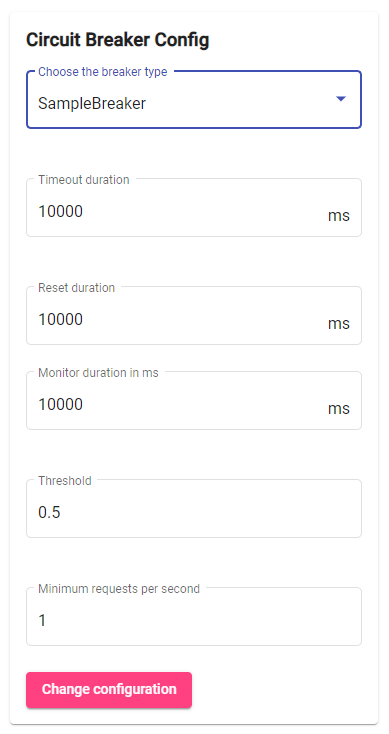 Circuit Breaker Config
Choose the breaker type
SampleBreaker
Timeout duration
10000 ms
Reset duration
10000 ms
Monitor duration in ms
10000 ms
Threshold
0.5
Minimum requests per second
1
Change configuration